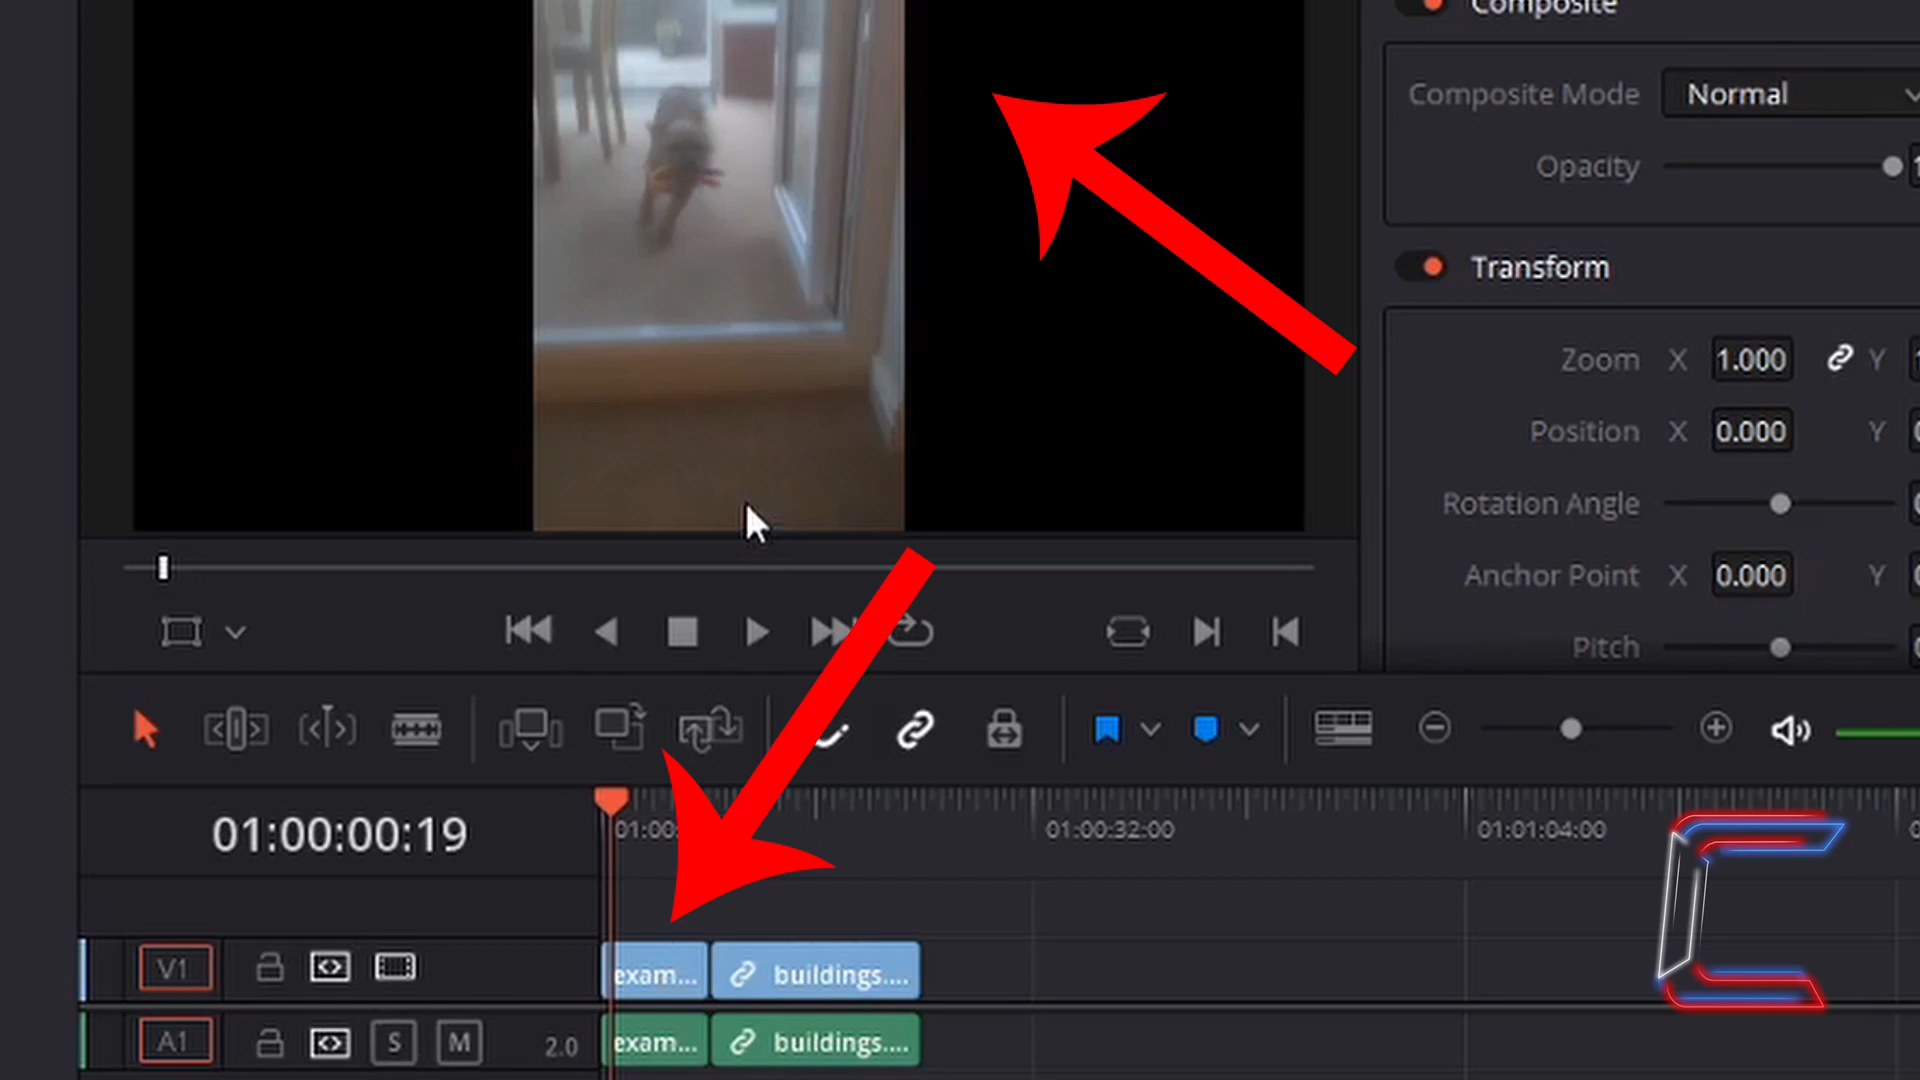 Composite
Composite Mode Normal
Opacity
Transform
Zoom X 1.000 Y
Position X 0.000 Y
Rotation Angle
Anchor Point X 0.000 Y
Pitch
01:00:00:19
01:00:
01:00:32:00
01:01:04:00
V1
exam...
buildings....
A1
S
M
2.0
exam...
buildings....